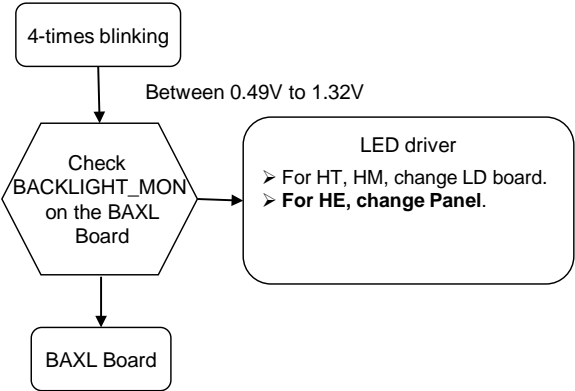 4-times blinking
Between 0.49V to 1.32V
Check
BACKLIGHT_MON
on the BAXL
Board
LED driver
➢ For HT, HM, change LD board.
➢ For HE, change Panel.
BAXL Board